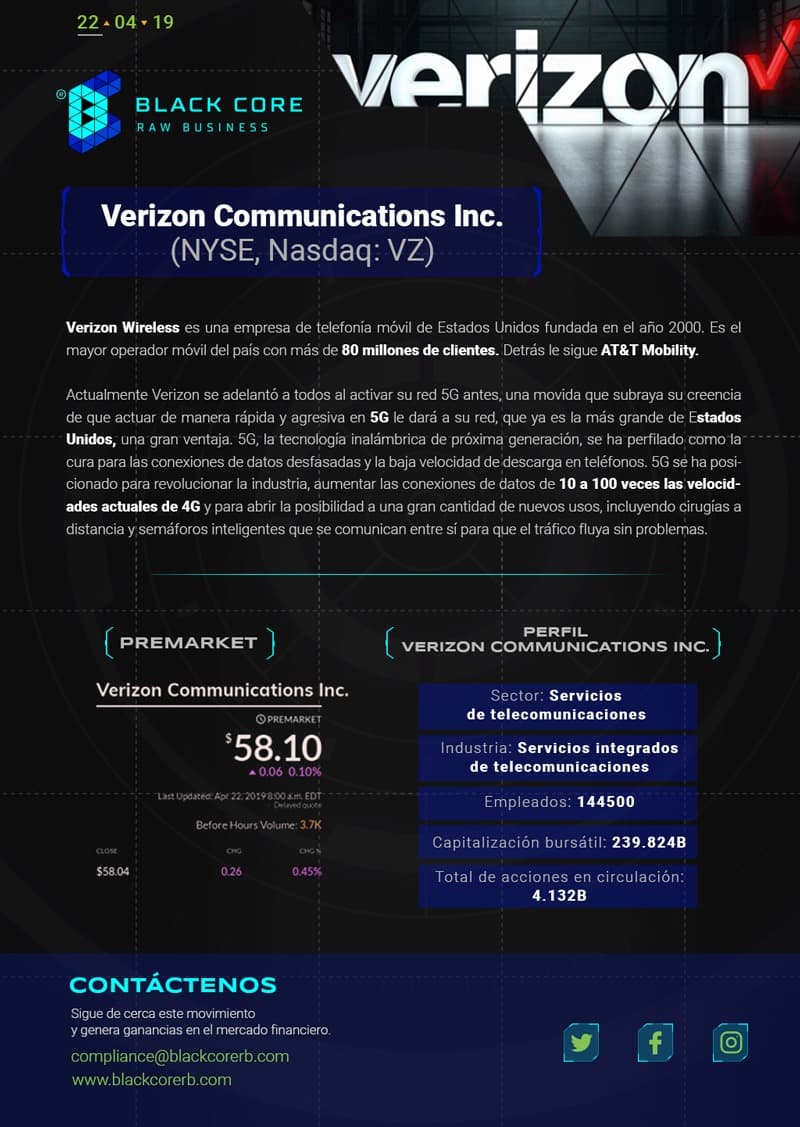 22 04 19
verizon
®
BLACK CORE
RAW BUSINESS
Verizon Communications Inc.
(NYSE, Nasdaq: VZ)
Verizon Wireless es una empresa de telefonía móvil de Estados Unidos fundada en el año 2000. Es el
mayor operador móvil del país con más de 80 millones de clientes. Detrás le sigue AT&T Mobility.
Actualmente Verizon se adelantó a todos al activar su red 5G antes, una movida que subraya su creencia
de que actuar de manera rápida y agresiva en 5G le dará a su red, que ya es la más grande de Estados
Unidos, una gran ventaja. 5G, la tecnología inalámbrica de próxima generación, se ha perfilado como la
cura para las conexiones de datos desfasadas y la baja velocidad de descarga en teléfonos. 5G se ha posi-
cionado para revolucionar la industria, aumentar las conexiones de datos de 10 a 100 veces las velocid-
ades actuales de 4G y para abrir la posibilidad a una gran cantidad de nuevos usos, incluyendo cirugías a
distancia y semáforos inteligentes que se comunican entre sí para que el tráfico fluya sin problemas.
PREMARKET
Verizon Communications Inc.
PREMARKET
$58.10
▲ 0.06 0.10%
Last Updated: Apr 22, 2019 8:00 a.m. EDT
Delayed quote
Before Hours Volume: 3.7K
CLOSE CHG CHG %
$58.04 0.26 0.45%
PERFIL
VERIZON COMMUNICATIONS INC.
Sector: Servicios
de telecomunicaciones
Industria: Servicios integrados
de telecomunicaciones
Empleados: 144500
Capitalización bursátil: 239.824B
Total de acciones en circulación:
4.132B
CONTÁCTENOS
Sigue de cerca este movimiento
y genera ganancias en el mercado financiero.
compliance@blackcorerb.com
www.blackcorerb.com